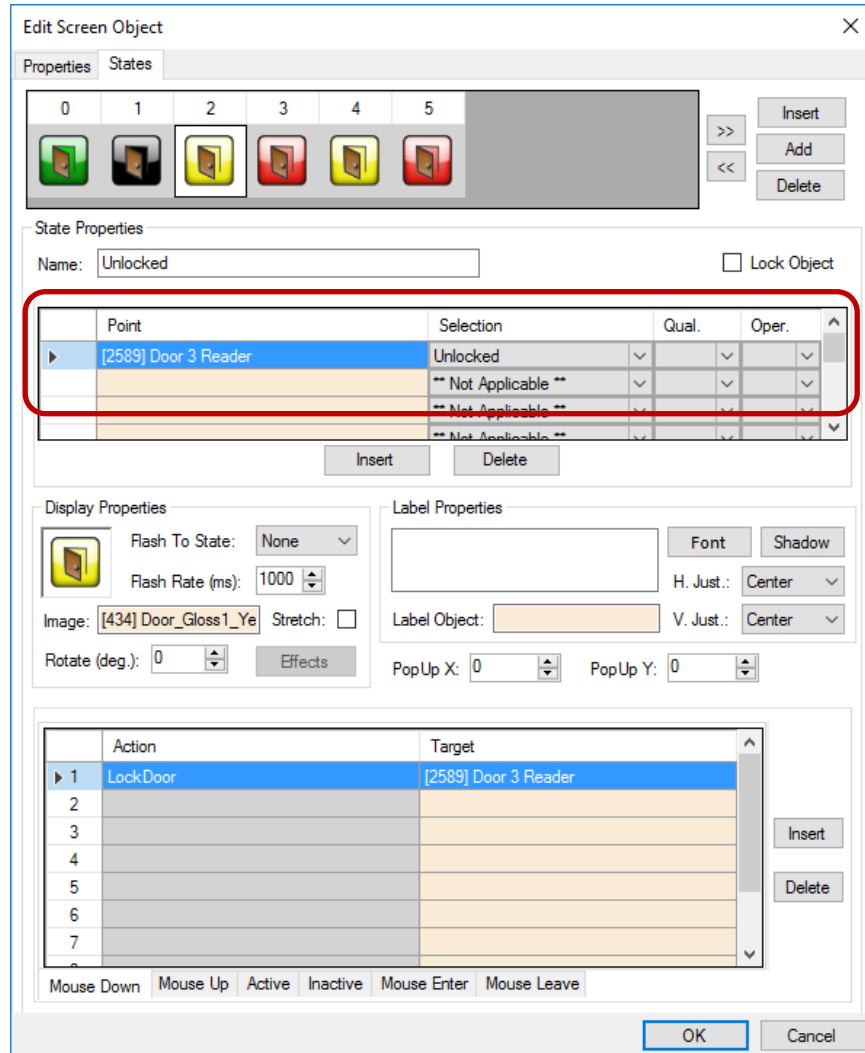 Edit Screen Object
Properties States
0 1 2 3 4 5
>> Insert
<< Add
Delete
State Properties
Name: Unlocked Lock Object
Point Selection Qual. Oper.
[2589] Door 3 Reader Unlocked
** Not Applicable **
** Not Applicable **
** Not Applicable **
Insert Delete
Display Properties
Flash To State: None
Flash Rate (ms): 1000
Image: [434] Door_Gloss1_Ye Stretch:
Rotate (deg.): 0 Effects
Label Properties
Font Shadow
H. Just.: Center
Label Object: V. Just.: Center
PopUp X: 0 PopUp Y: 0
Action Target
1 LockDoor [2589] Door 3 Reader
2
3 Insert
4
5 Delete
6
7
Mouse Down Mouse Up Active Inactive Mouse Enter Mouse Leave
OK Cancel